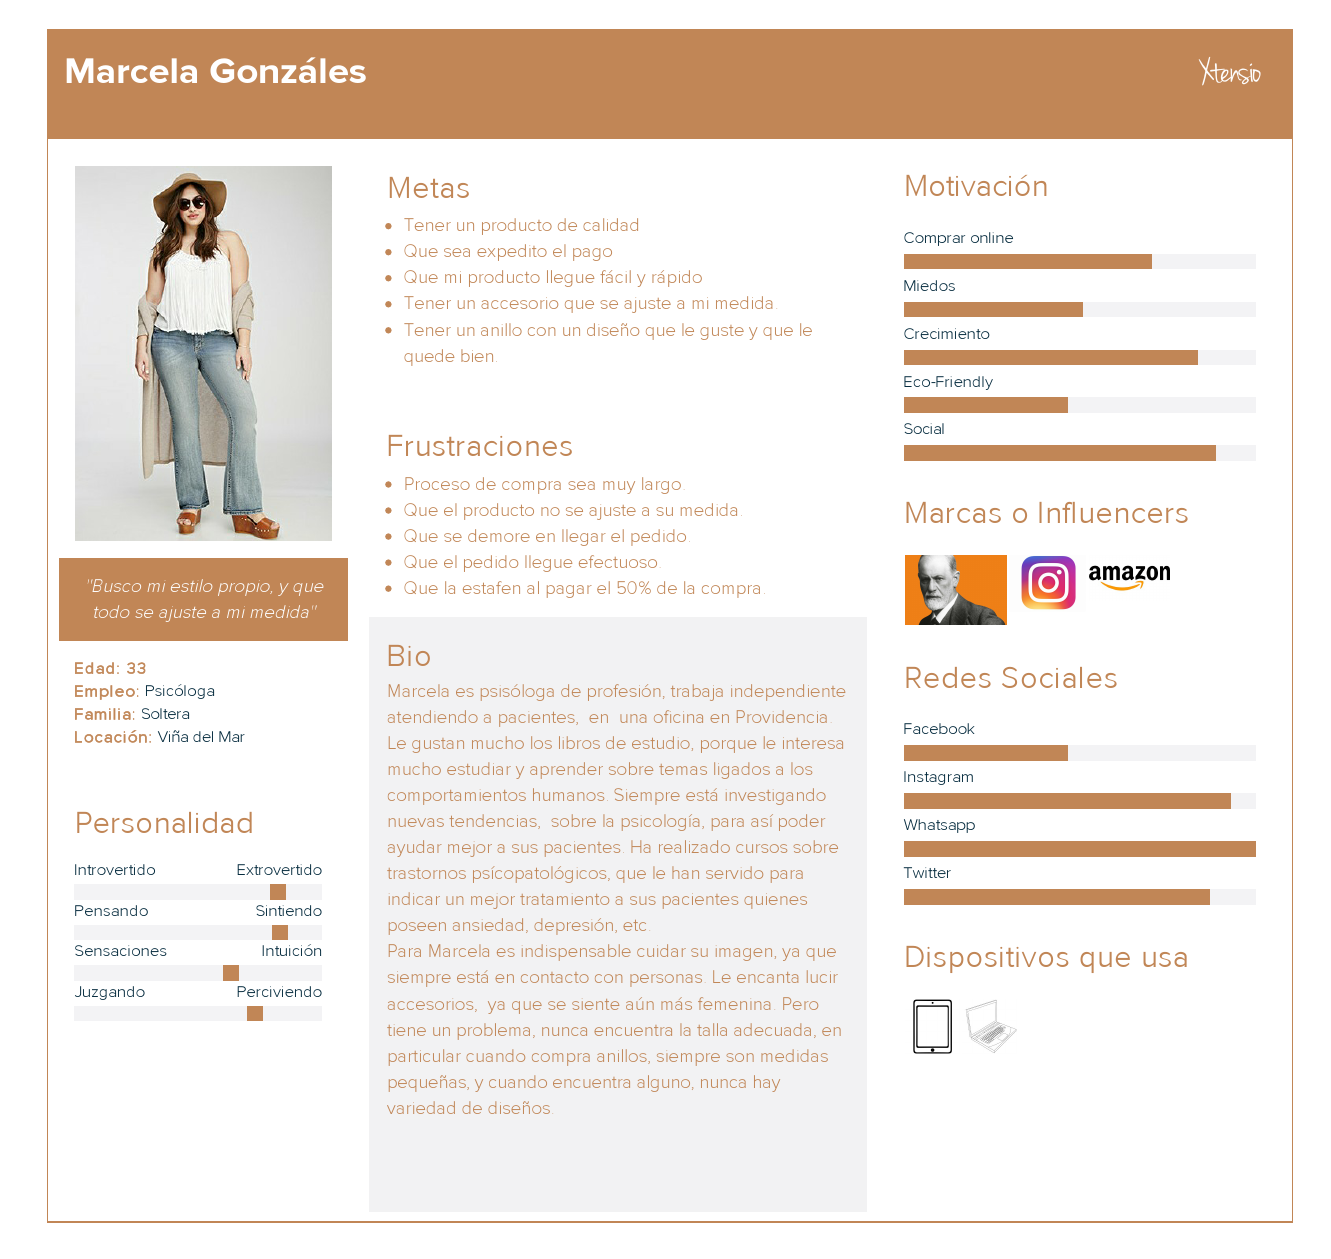 Marcela Gonzáles
Xtensio
"Busco mi estilo propio, y que
todo se ajuste a mi medida"
Edad: 33
Empleo: Psicóloga
Familia: Soltera
Locación: Viña del Mar
Personalidad
Introvertido Extrovertido
Pensando Sintiendo
Sensaciones Intuición
Juzgando Perciviendo
Metas
Tener un producto de calidad
Que sea expedito el pago
Que mi producto llegue fácil y rápido
Tener un accesorio que se ajuste a mi medida.
Tener un anillo con un diseño que le guste y que le
quede bien.
Frustraciones
Proceso de compra sea muy largo.
Que el producto no se ajuste a su medida.
Que se demore en llegar el pedido.
Que el pedido llegue efectuoso.
Que la estafen al pagar el 50% de la compra.
Bio
Marcela es psisóloga de profesión, trabaja independiente
atendiendo a pacientes, en una oficina en Providencia.
Le gustan mucho los libros de estudio, porque le interesa
mucho estudiar y aprender sobre temas ligados a los
comportamientos humanos. Siempre está investigando
nuevas tendencias, sobre la psicología, para así poder
ayudar mejor a sus pacientes. Ha realizado cursos sobre
trastornos psícopatológicos, que le han servido para
indicar un mejor tratamiento a sus pacientes quienes
poseen ansiedad, depresión, etc.
Para Marcela es indispensable cuidar su imagen, ya que
siempre está en contacto con personas. Le encanta lucir
accesorios, ya que se siente aún más femenina. Pero
tiene un problema, nunca encuentra la talla adecuada, en
particular cuando compra anillos, siempre son medidas
pequeñas, y cuando encuentra alguno, nunca hay
variedad de diseños.
Motivación
Comprar online
Miedos
Crecimiento
Eco-Friendly
Social
Marcas o Influencers
amazon
Redes Sociales
Facebook
Instagram
Whatsapp
Twitter
Dispositivos que usa